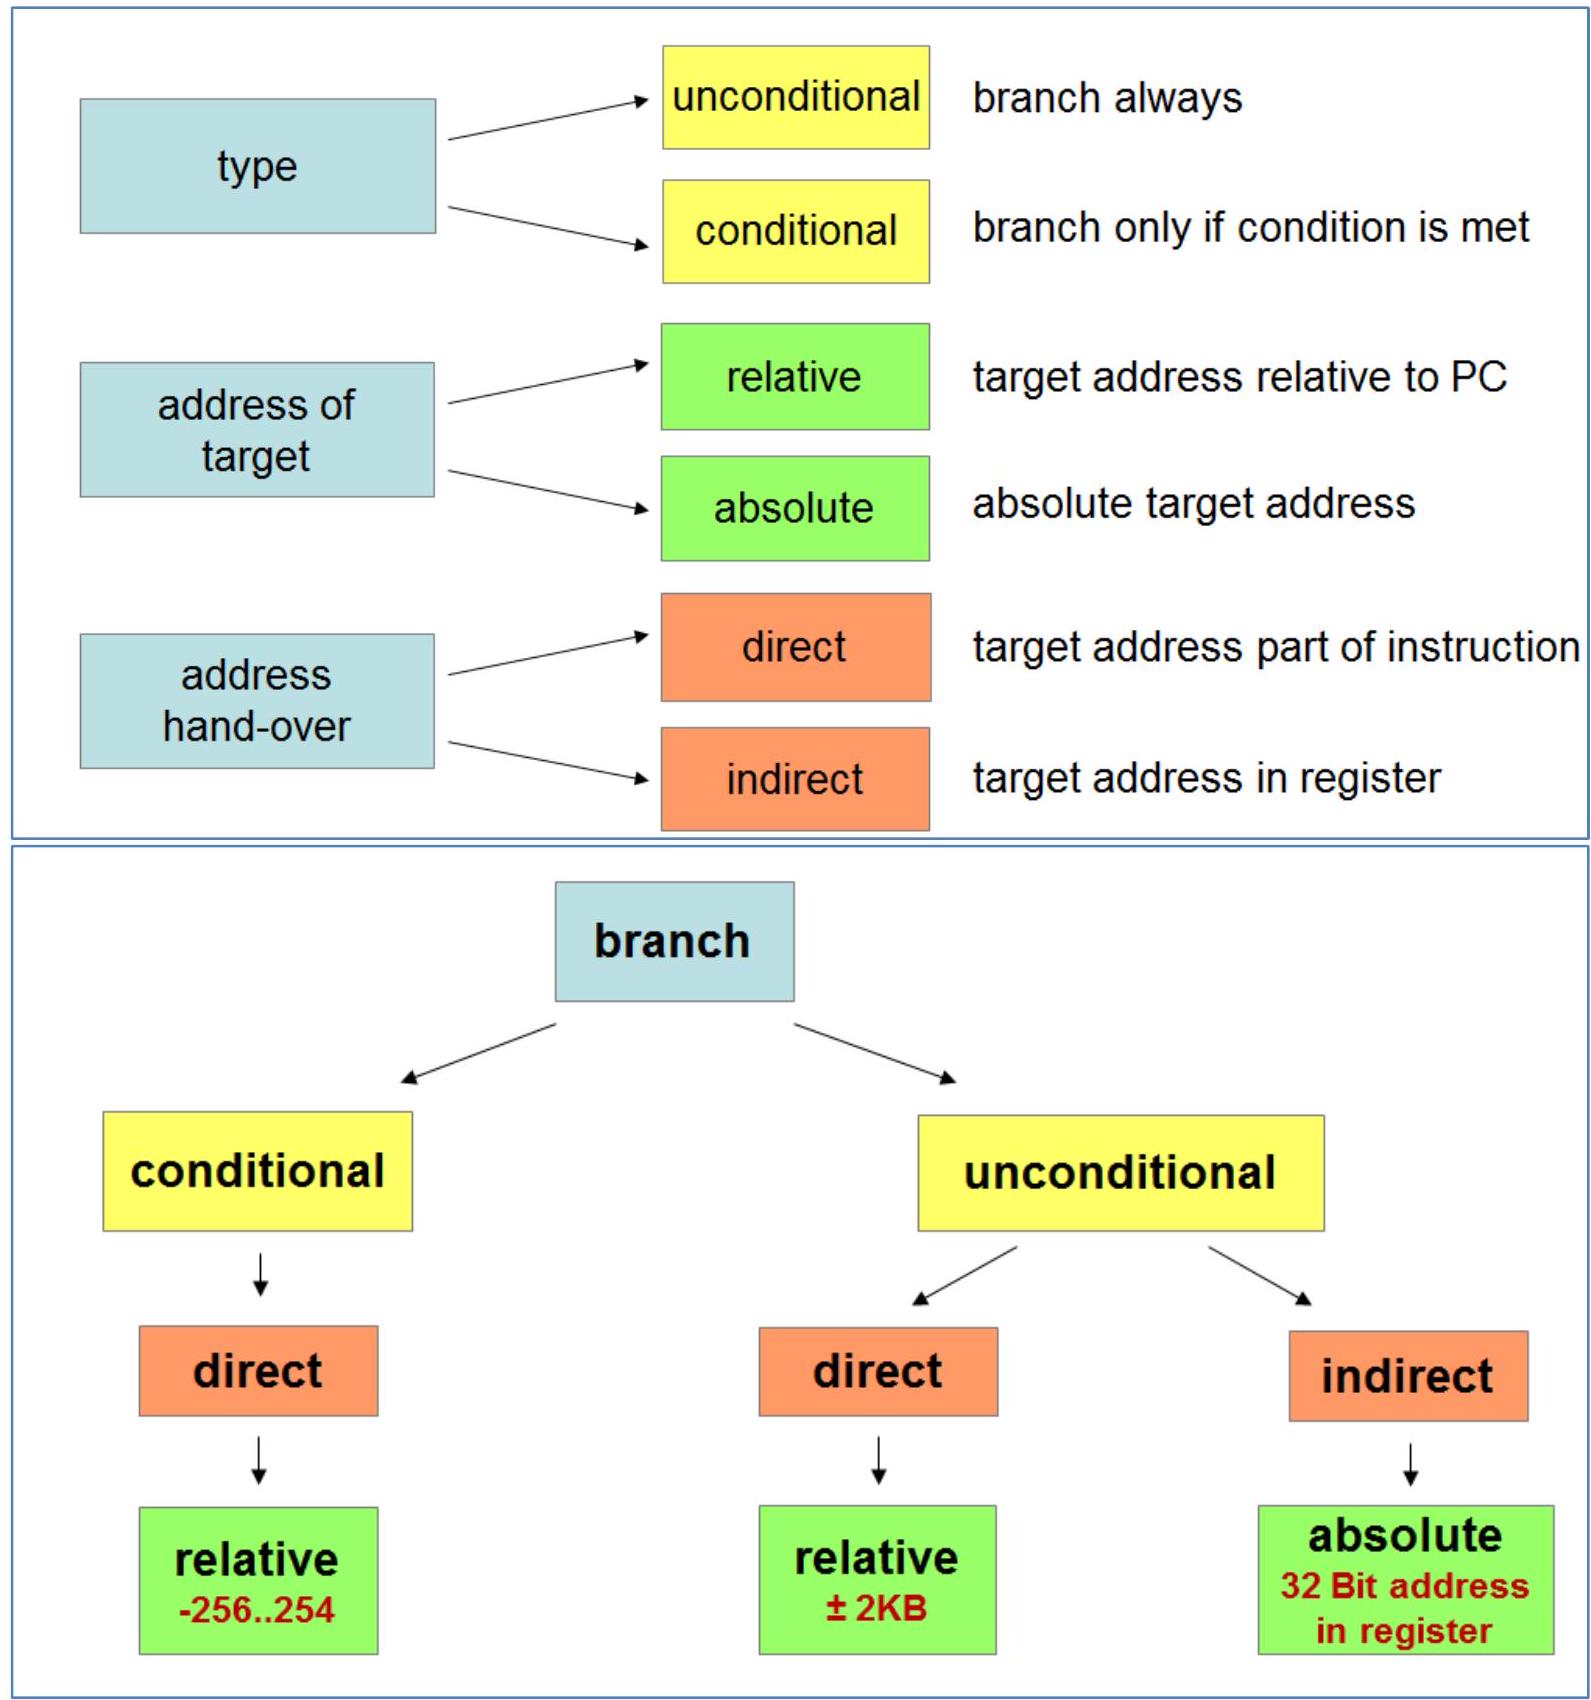 type
unconditional
branch always
conditional
branch only if condition is met
address of
target
relative
target address relative to PC
absolute
absolute target address
address
hand-over
direct
target address part of instruction
indirect
target address in register
branch
conditional
unconditional
direct
direct
indirect
relative
-256..254
relative
± 2KB
absolute
32 Bit address
in register